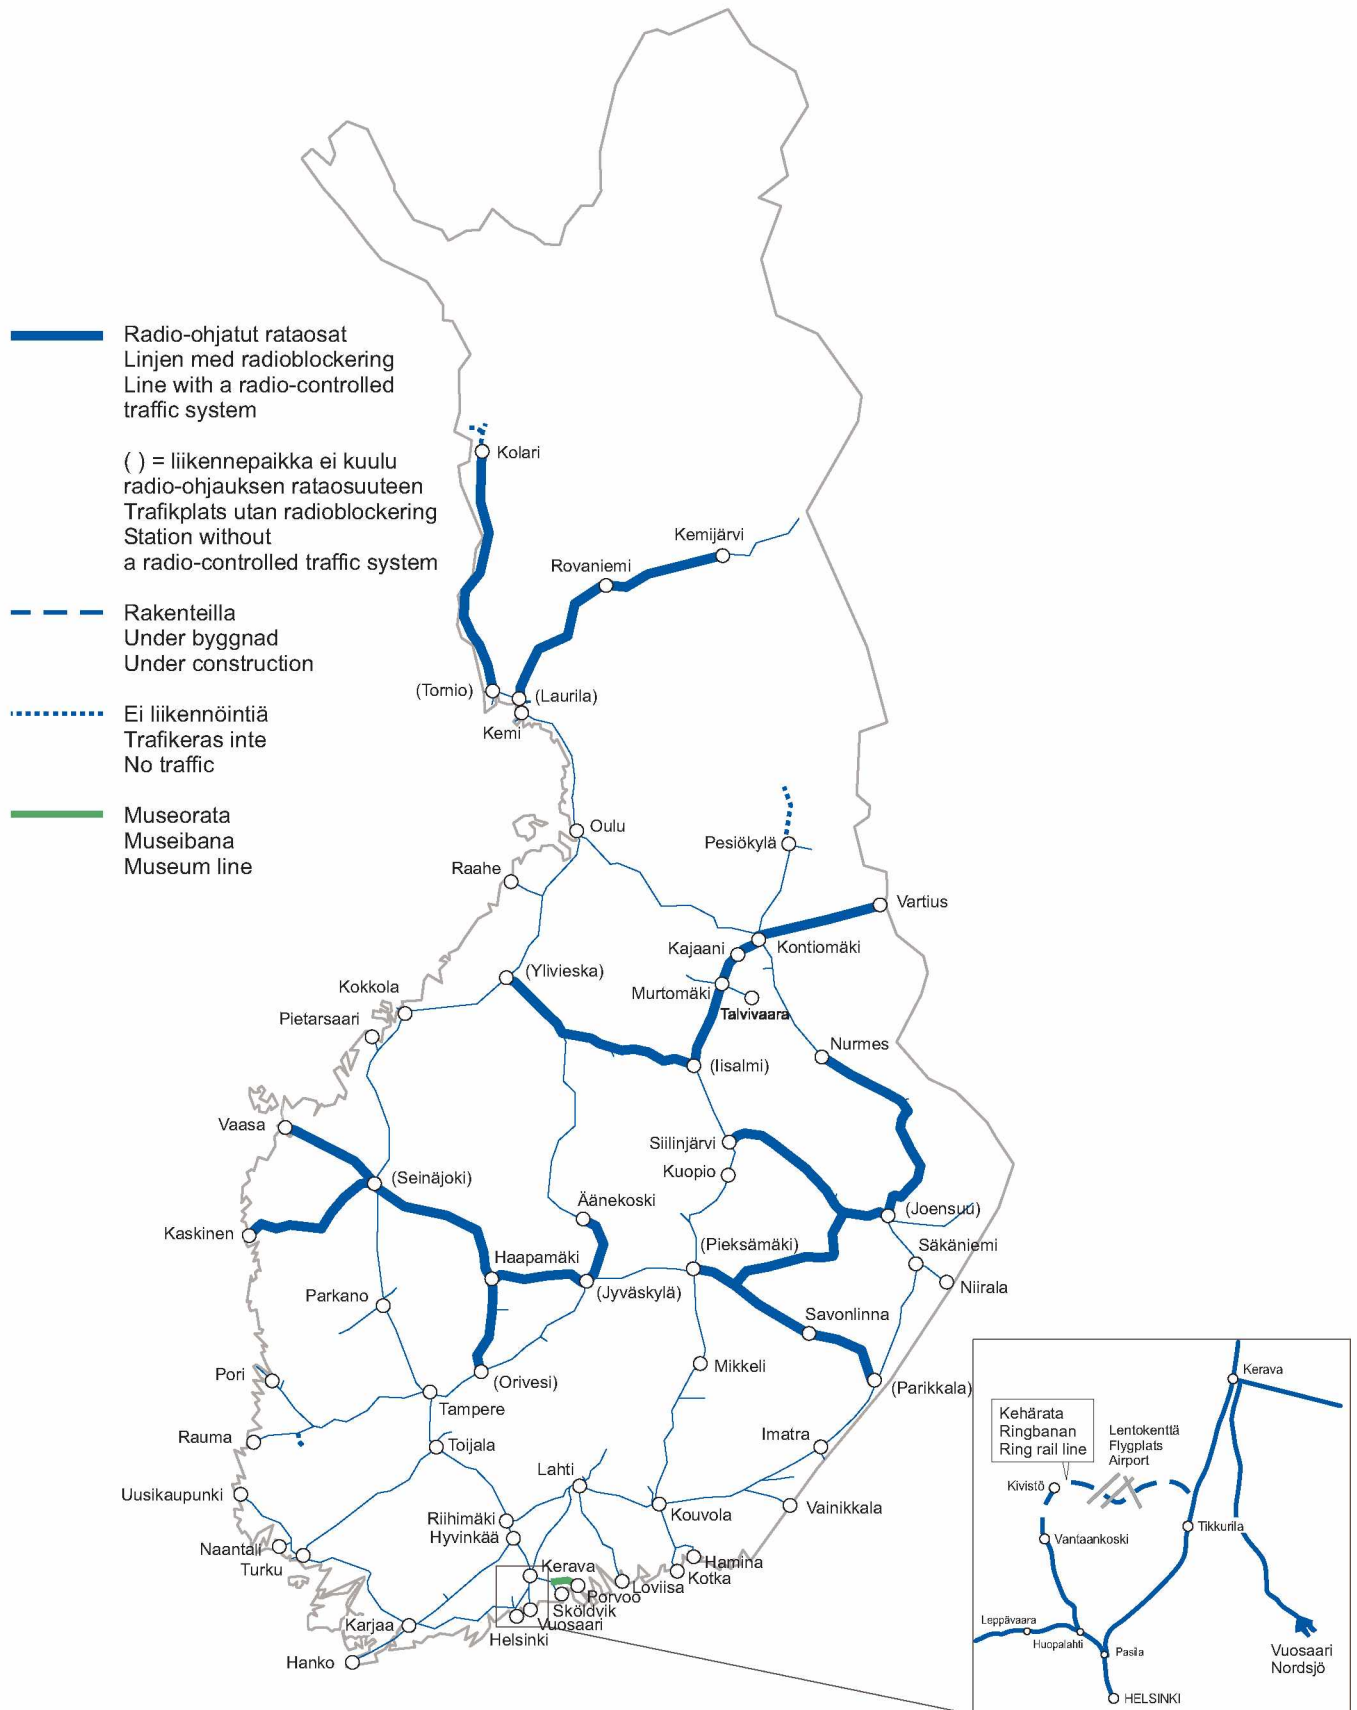 Radio-ohjatut rataosat
Linjen med radioblockering
Line with a radio-controlled
traffic system
( ) = liikennepaikka ei kuulu
radio-ohjauksen rataosuuteen
Trafikplats utan radioblockering
Station without
a radio-controlled traffic system
Rakenteilla
Under byggnad
Under construction
Ei liikennöintiä
Trafikeras inte
No traffic
Museorata
Museibana
Museum line
Kolari
Kemijärvi
Rovaniemi
(Tornio)
(Laurila)
Kemi
Oulu
Pesiökylä
Raahe
Vartius
Kajaani
Kontiomäki
(Ylivieska)
Murtomäki
Kokkola
Talvivaara
Pietarsaari
Nurmes
(Iisalmi)
Vaasa
Siilinjärvi
Kuopio
(Seinäjoki)
Äänekoski
(Joensuu)
Kaskinen
(Pieksämäki)
Säkäniemi
Haapamäki
Niirala
(Jyväskylä)
Parkano
Savonlinna
Pori
Mikkeli
(Orivesi)
(Parikkala)
Tampere
Rauma
Toijala
Imatra
Lahti
Uusikaupunki
Vainikkala
Riihimäki
Kouvola
Hyvinkää
Naantali
Turku
Kerava
Hamina
Kotka
Loviisa
Porvoo
Sköldvik
Vuosaari
Karjaa
Helsinki
Hanko
Kerava
Kehärata
Ringbanan
Ring rail line
Lentokenttä
Flygplats
Airport
Kivistö
Tikkurila
Vantaankoski
Leppävaara
Huopalahti
Pasila
Vuosaari
Nordsjö
HELSINKI